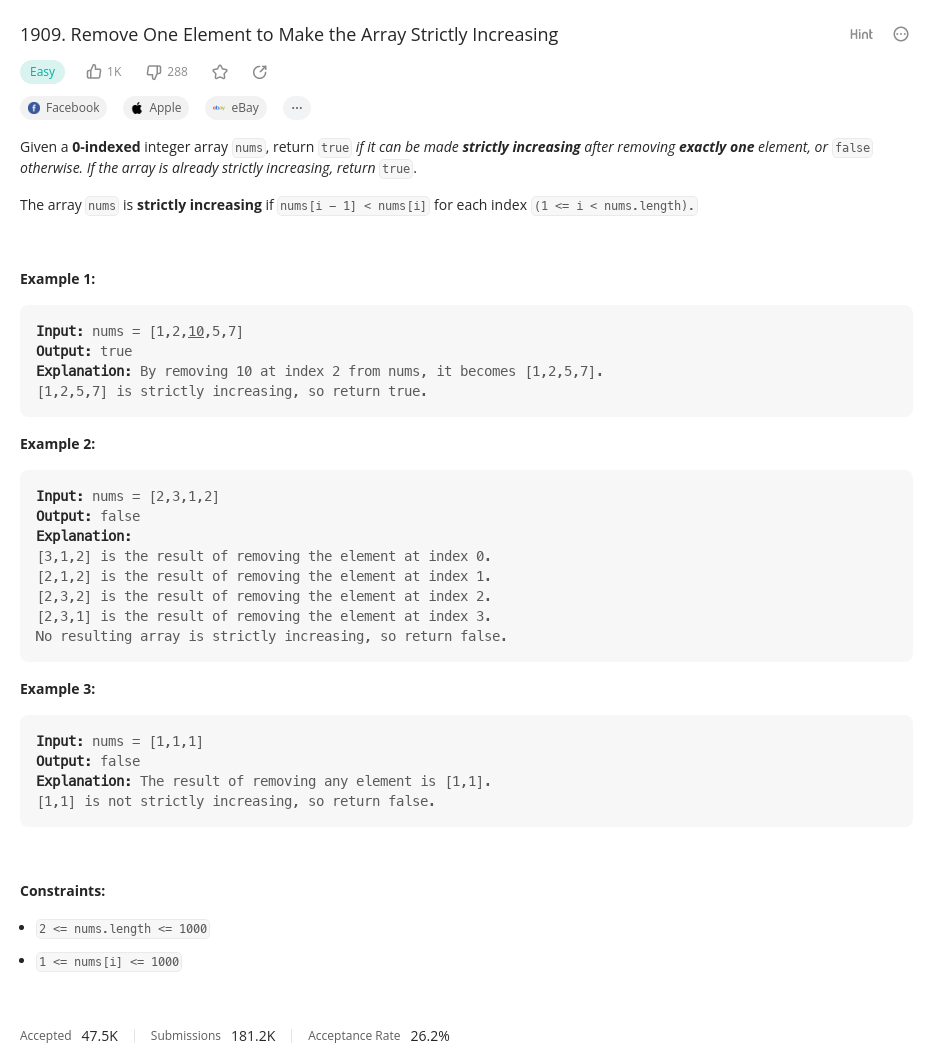 1909. Remove One Element to Make the Array Strictly Increasing
Hint
Easy 1K 288
Facebook Apple ebay eBay ...
Given a 0-indexed integer array nums, return true if it can be made strictly increasing after removing exactly one element, or false
otherwise. If the array is already strictly increasing, return true.
The array nums is strictly increasing if nums[i - 1] < nums[i] for each index (1 <= i < nums.length).
Example 1:
Input: nums = [1,2,10,5,7]
Output: true
Explanation: By removing 10 at index 2 from nums, it becomes [1,2,5,7].
[1,2,5,7] is strictly increasing, so return true.
Example 2:
Input: nums = [2,3,1,2]
Output: false
Explanation:
[3,1,2] is the result of removing the element at index 0.
[2,1,2] is the result of removing the element at index 1.
[2,3,2] is the result of removing the element at index 2.
[2,3,1] is the result of removing the element at index 3.
No resulting array is strictly increasing, so return false.
Example 3:
Input: nums = [1,1,1]
Output: false
Explanation: The result of removing any element is [1,1].
[1,1] is not strictly increasing, so return false.
Constraints:
2 <= nums.length <= 1000
1 <= nums[i] <= 1000
Accepted 47.5K Submissions 181.2K Acceptance Rate 26.2%